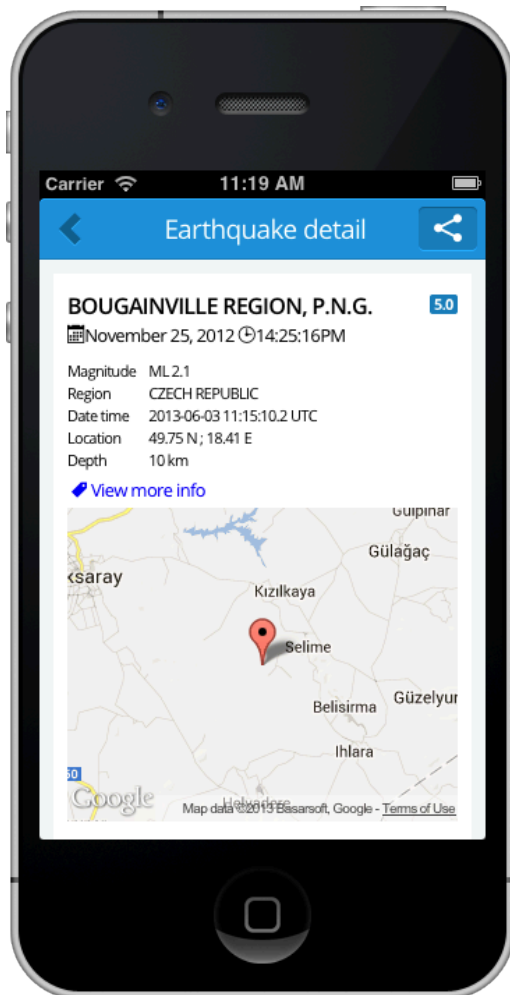 Carrier 11:19 AM
Earthquake detail
BOUGAINVILLE REGION, P.N.G. 5.0
November 25, 2012 14:25:16PM
Magnitude ML 2.1
Region CZECH REPUBLIC
Date time 2013-06-03 11:15:10.2 UTC
Location 49.75 N ; 18.41 E
Depth 10 km
View more info
Gülpınar
Gülağaç
ksaray
Kızılkaya
Selime
Güzelyur
Belisırma
Ihlara
Google
Map data ©2013 Basarsoft, Google - Terms of Use